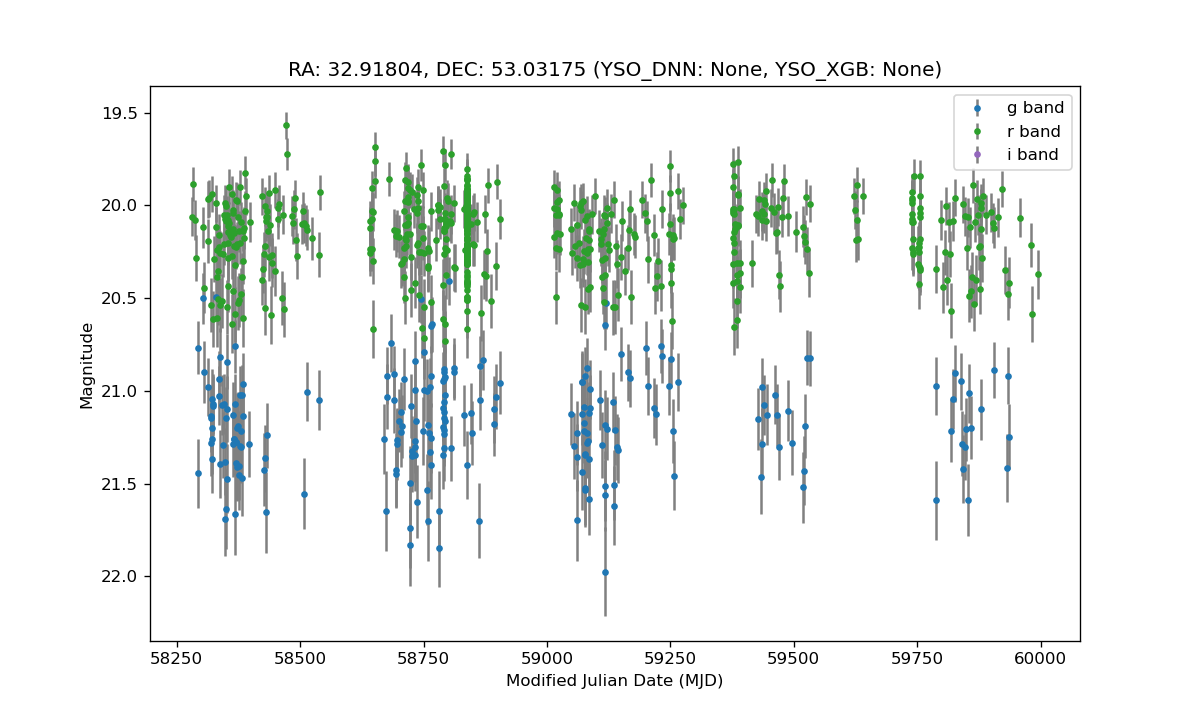 RA: 32.91804, DEC: 53.03175 (YSO_DNN: None, YSO_XGB: None)
g band
r band
i band
19.5
20.0
20.5
21.0
21.5
22.0
Magnitude
58250 58500 58750 59000 59250 59500 59750 60000
Modified Julian Date (MJD)